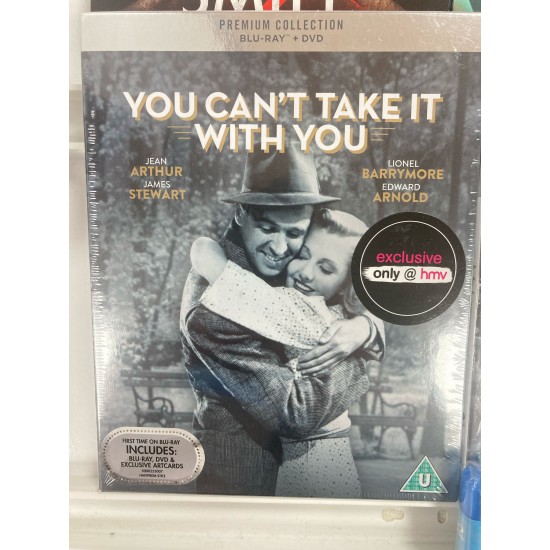 PREMIUM COLLECTION
BLU-RAY™ + DVD
YOU CAN'T TAKE IT
WITH YOU
JEAN
ARTHUR
JAMES
STEWART
LIONEL
BARRYMORE
EDWARD
ARNOLD
exclusive
only @ hmv
FIRST TIME ON BLU-RAY
INCLUDES:
BLU-RAY, DVD &
EXCLUSIVE ARTCARDS
U